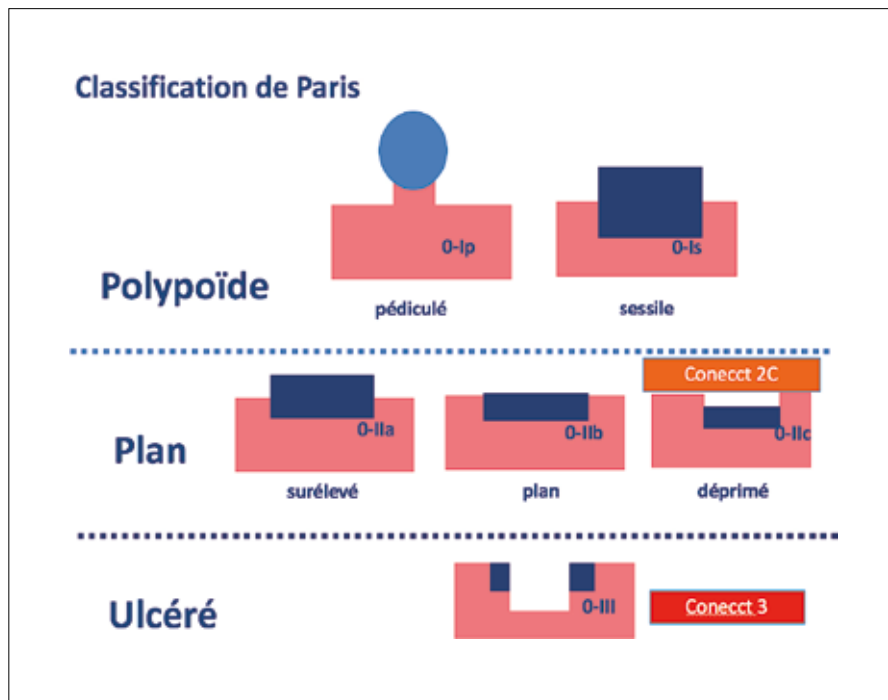 Classification de Paris
0-Ip
0-Is
Polypoïde
pédiculé
sessile
Conecct 2C
0-IIa
0-IIb
0-IIc
Plan
surélevé
plan
déprimé
0-III
Conecct 3
Ulcéré